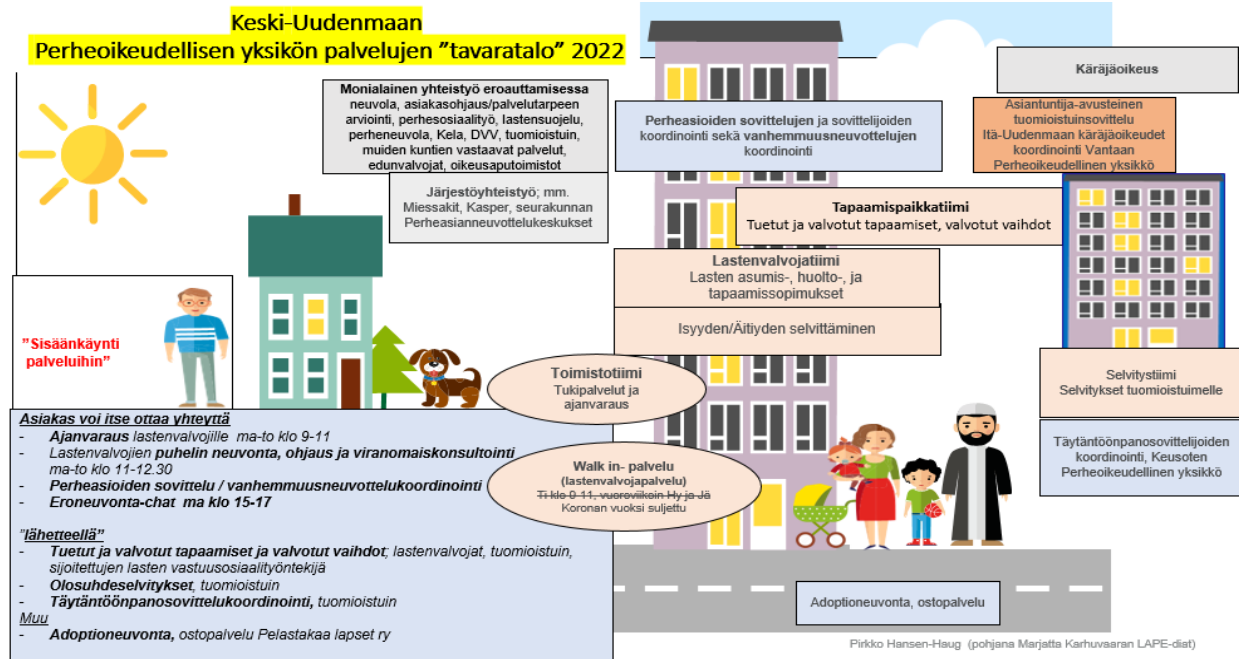 Keski-Uudenmaan
Perheoikeudellisen yksikön palvelujen ”tavaratalo” 2022
Monialainen yhteistyö eroauttamisessa
neuvola, asiakasohjaus/palvelutarpeen
arviointi, perhesosiaalityö, lastensuojelu,
perheneuvola, Kela, DVV, tuomioistuin,
muiden kuntien vastaavat palvelut,
edunvalvojat, oikeusaputoimistot
Järjestöyhteistyö; mm.
Miessakit, Kasper, seurakunnan
Perheasianneuvottelukeskukset
Perheasioiden sovittelujen ja sovittelijoiden
koordinointi sekä vanhemmuusneuvottelujen
koordinointi
Käräjäoikeus
Asiantuntija-avusteinen
tuomioistuinsovittelu
Itä-Uudenmaan käräjäoikeudet
koordinointi Vantaan
Perheoikeudellinen yksikkö
Tapaamispaikkatiimi
Tuetut ja valvotut tapaamiset, valvotut vaihdot
Lastenvalvojatiimi
Lasten asumis-, huolto-, ja
tapaamissopimukset
Isyyden/Äitiyden selvittäminen
”Sisäänkäynti
palveluihin”
Toimistotiimi
Tukipalvelut ja
ajanvaraus
Walk in- palvelu
(lastenvalvojapalvelu)
Ti klo 9-11, vuoroviikoin Hy ja Jä
Koronan vuoksi suljettu
Selvitystiimi
Selvitykset tuomioistuimelle
Täytäntöönpanosovittelijoiden
koordinointi, Keusoten
Perheoikeudellinen yksikkö
Asiakas voi itse ottaa yhteyttä
- Ajanvaraus lastenvalvojille ma-to klo 9-11
- Lastenvalvojien puhelin neuvonta, ohjaus ja viranomaiskonsultointi
ma-to klo 11-12.30
- Perheasioiden sovittelu / vanhemmuusneuvottelukoordinointi
- Eroneuvonta-chat ma klo 15-17
”lähetteellä”
- Tuetut ja valvotut tapaamiset ja valvotut vaihdot; lastenvalvojat, tuomioistuin,
sijoitettujen lasten vastuusosiaalityöntekijä
- Olosuhdeselvitykset, tuomioistuin
- Täytäntöönpanosovittelukoordinointi, tuomioistuin
Muu
- Adoptioneuvonta, ostopalvelu Pelastakaa lapset ry
Adoptioneuvonta, ostopalvelu
Pirkko Hansen-Haug (pohjana Marjatta Karhuvaaran LAPE-diat)